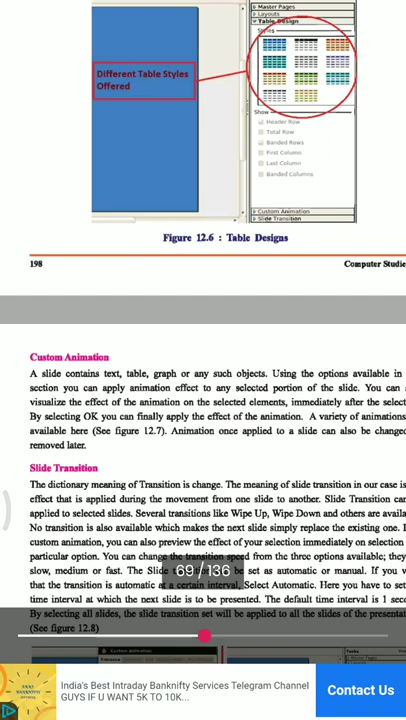 Master Pages
Layouts
Table Design
Styles
Different Table Styles
Offered
Show
Header Row
Total Row
Banded Rows
First Column
Last Column
Banded Columns
Custom Animation
Slide Transition
Figure 12.6 : Table Designs
198 Computer Studie
Custom Animation
A slide contains text, table, graph or any such objects. Using the options available in
section you can apply animation effect to any selected portion of the slide. You can
visualize the effect of the animation on the selected elements, immediately after the select
By selecting OK you can finally apply the effect of the animation. A variety of animations
available here (See figure 12.7). Animation once applied to a slide can also be changed
removed later.
Slide Transition
The dictionary meaning of Transition is change. The meaning of slide transition in our case is
effect that is applied during the movement from one slide to another. Slide Transition can
applied to selected slides. Several transitions like Wipe Up, Wipe Down and others are availa
No transition is also available which makes the next slide simply replace the existing one. I
custom animation, you can also preview the effect of your selection immediately on selection
particular option. You can change the transition speed from the three options available; they
slow, medium or fast. The Slide be set as automatic or manual. If you
69/136
that the transition is automatic at a certain interval, Select Automatic. Here you have to set
time interval at which the next slide is to be presented. The default time interval is 1 seco
By selecting all slides, the slide transition set will be applied to all the slides of the presentat
(See figure 12.8)
Custom Animation
Tasks
India's Best Intraday Banknifty Services Telegram Channel
GUYS IF U WANT 5K TO 10K...
Contact Us